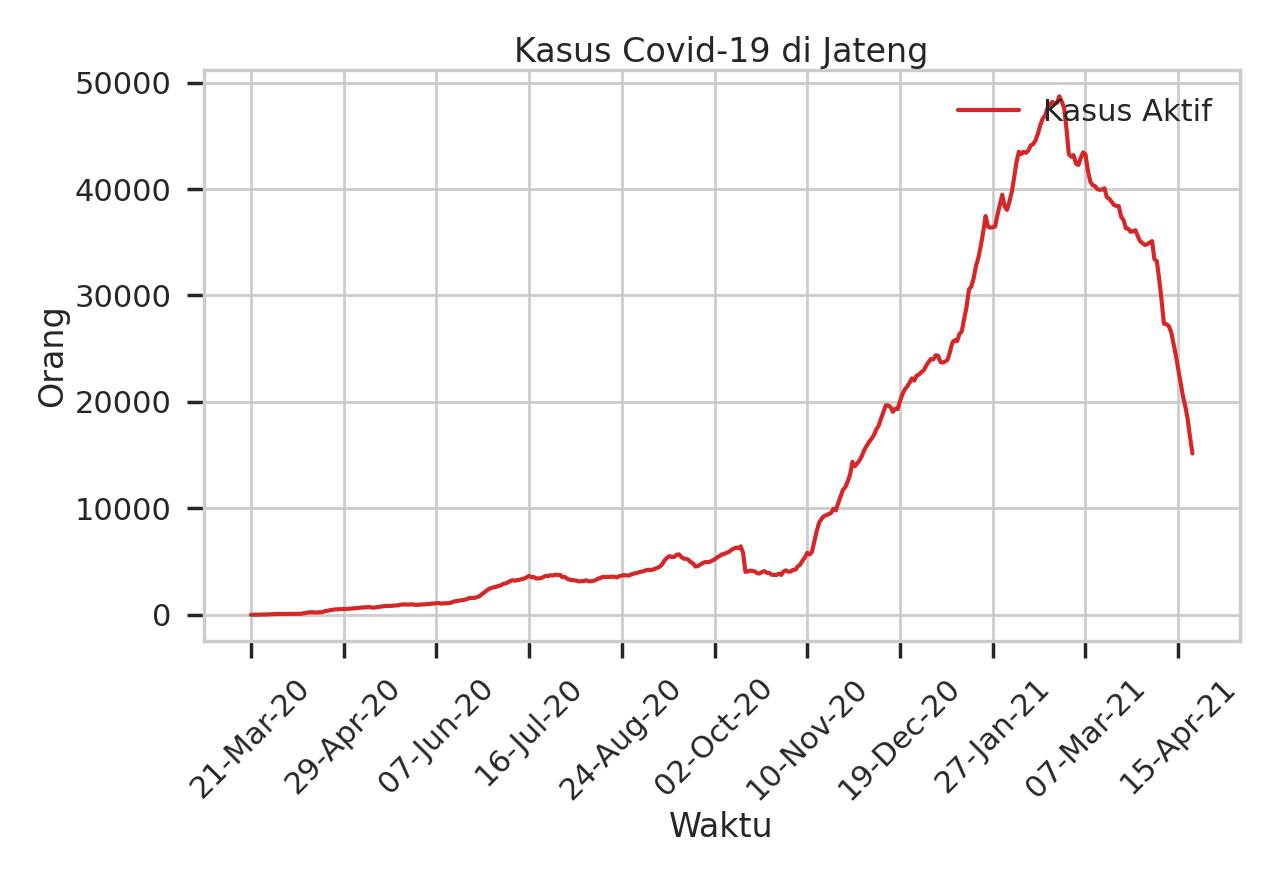 Kasus Covid-19 di Jateng
Kasus Aktif
Orang
50000
40000
30000
20000
10000
0
21-Mar-20
29-Apr-20
07-Jun-20
16-Jul-20
24-Aug-20
02-Oct-20
10-Nov-20
19-Dec-20
27-Jan-21
07-Mar-21
15-Apr-21
Waktu